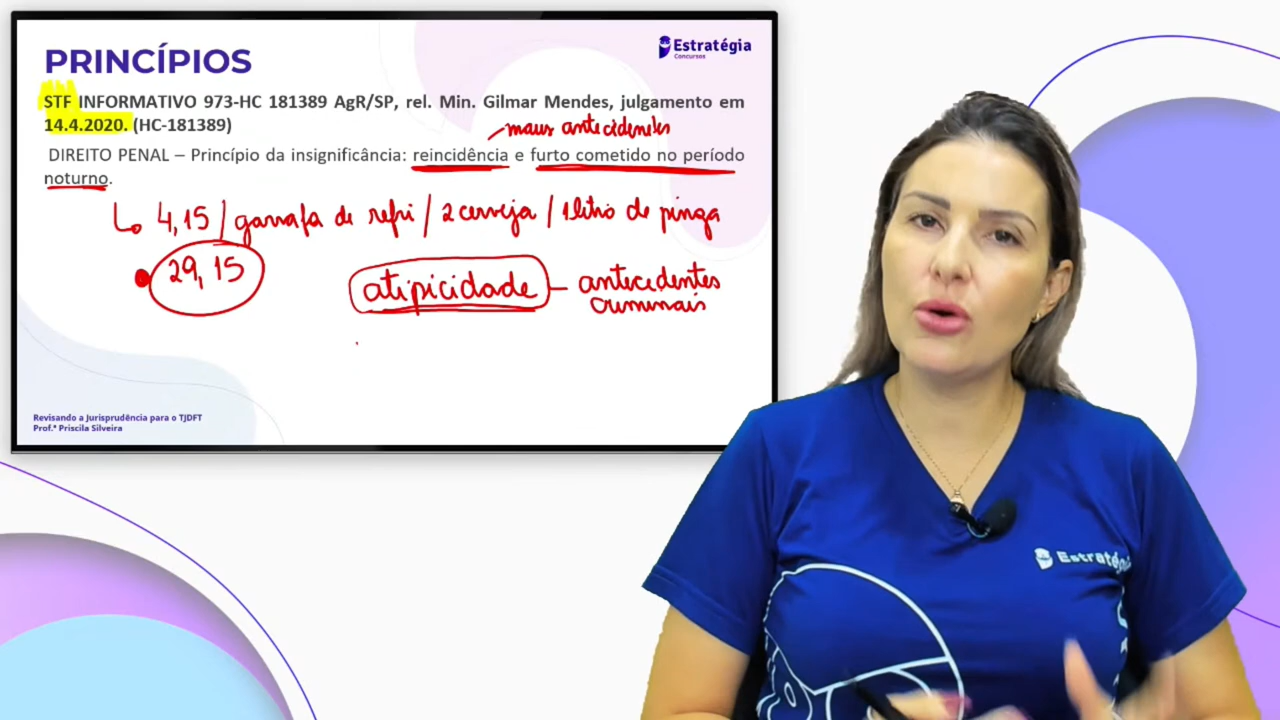 PRINCÍPIOS
Estratégia
Concursos
STF INFORMATIVO 973-HC 181389 AgR/SP, rel. Min. Gilmar Mendes, julgamento em
14.4.2020. (HC-181389)
maus antecedentes
DIREITO PENAL – Princípio da insignificância: reincidência e furto cometido no período
noturno.
4,15 / garrafa de refri / 2 cerveja / 1 litro de pinga
29,15
atipicidade – antecedentes
criminais
Revisando a Jurisprudência para o TJDFT
Prof.ª Priscila Silveira
Estratégia